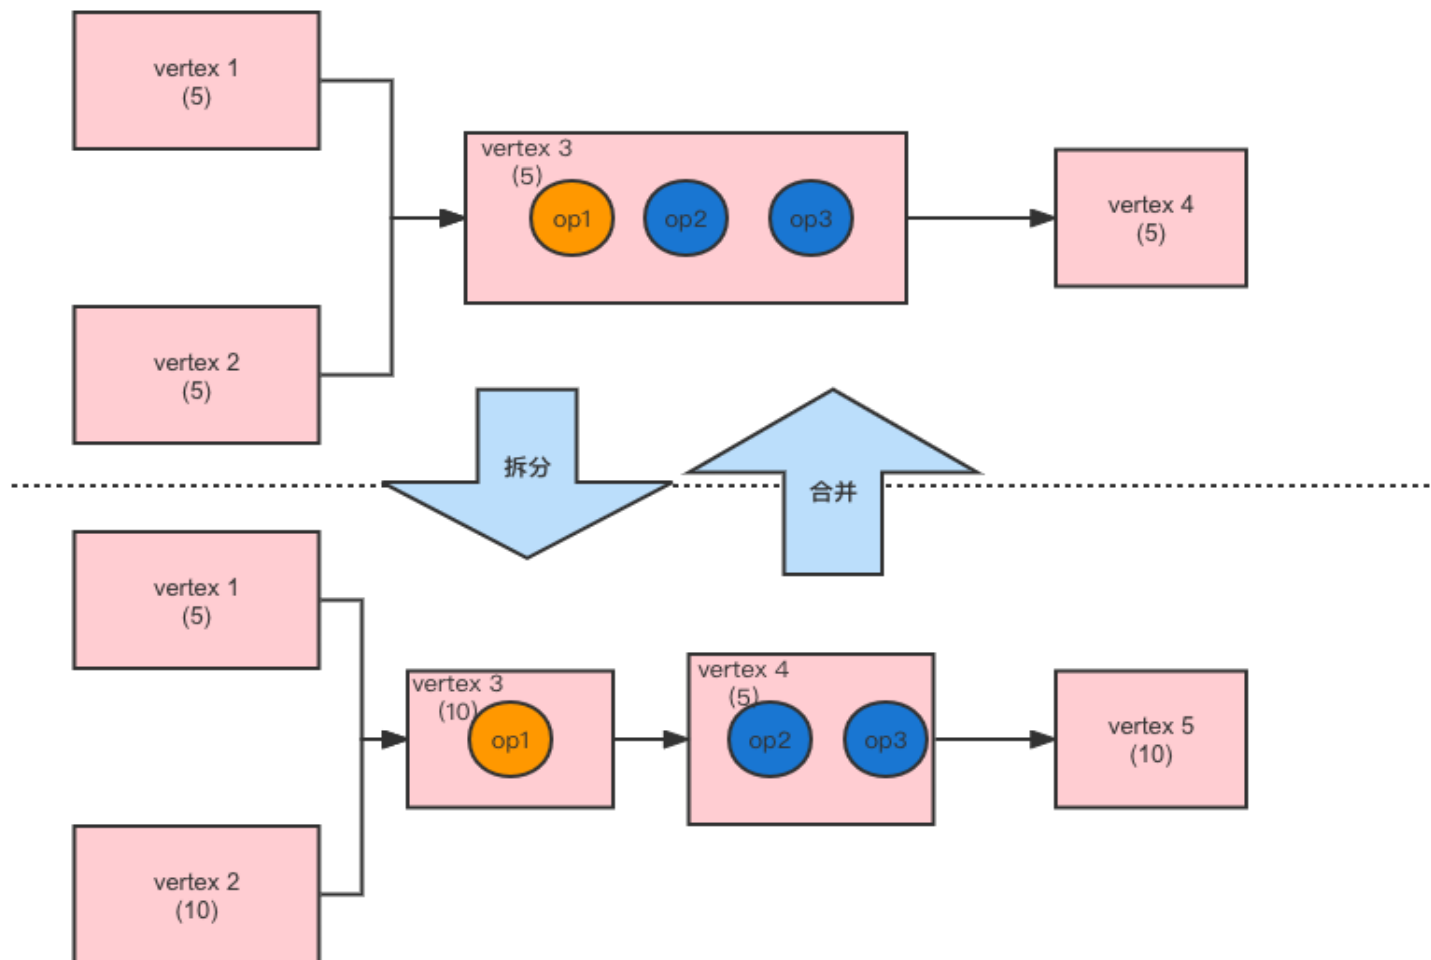 vertex 1
(5)
vertex 2
(5)
vertex 3
(5)
op1
op2
op3
vertex 4
(5)
拆分
合并
vertex 1
(5)
vertex 2
(10)
vertex 3
(10)
op1
vertex 4
(5)
op2
op3
vertex 5
(10)